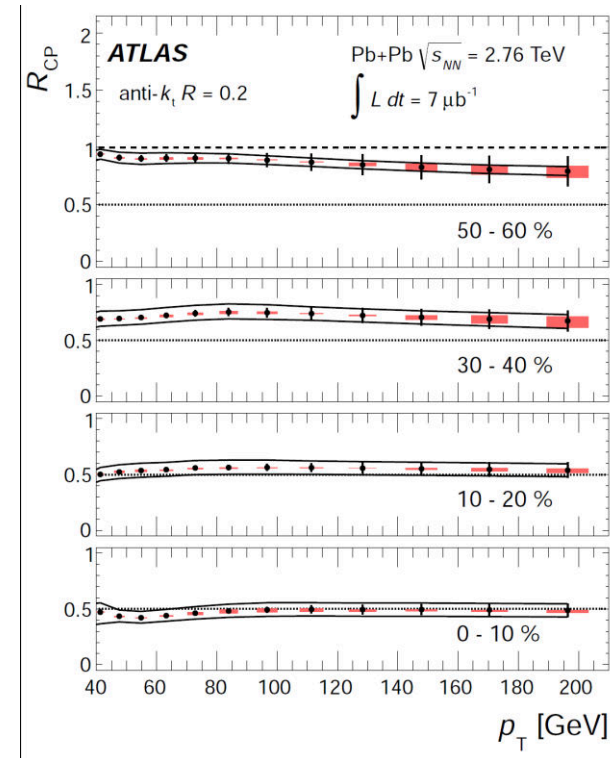 R_CP
2
ATLAS
Pb+Pb √s_NN = 2.76 TeV
1.5
anti-k_t R = 0.2
∫ L dt = 7 μb⁻¹
1
0.5
50 - 60 %
0
1
0.5
30 - 40 %
0
1
0.5
10 - 20 %
0
1
0.5
0 - 10 %
0
40 60 80 100 120 140 160 180 200
p_T [GeV]